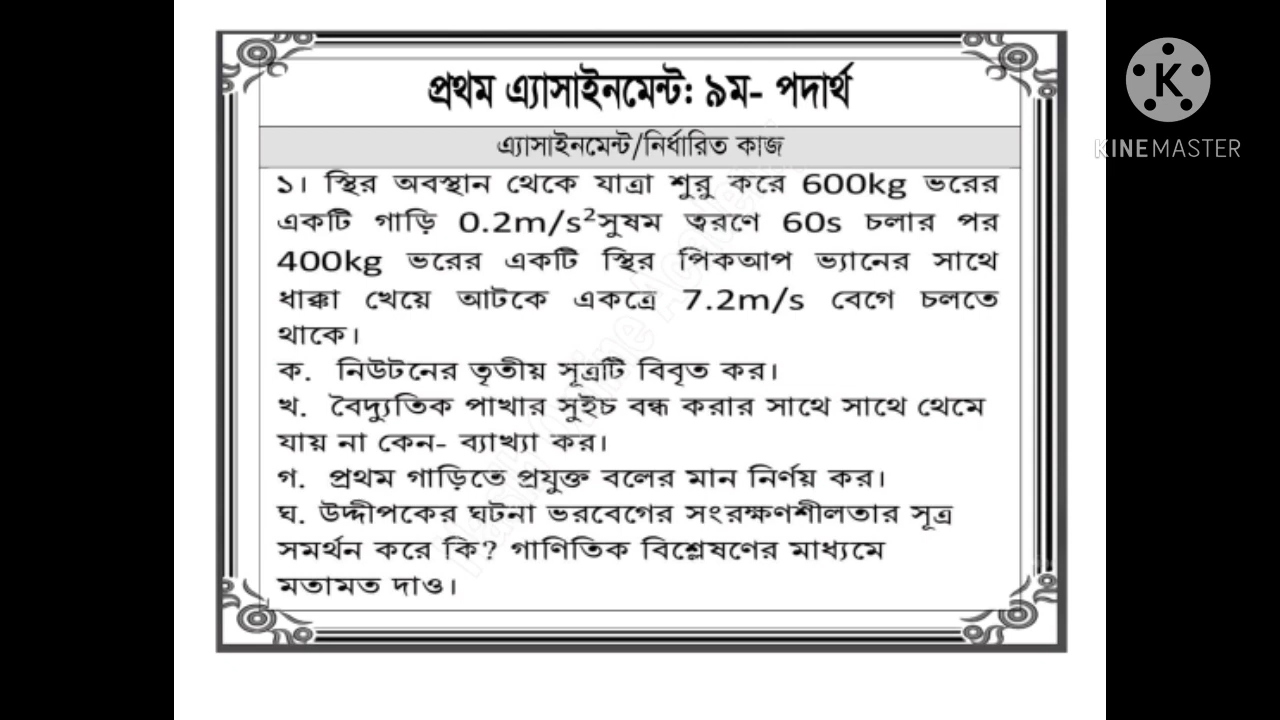 প্রথম এ্যাসাইনমেন্ট: ৯ম- পদার্থ
KINEMASTER
এ্যাসাইনমেন্ট/নির্ধারিত কাজ
১। স্থির অবস্থান থেকে যাত্রা শুরু করে 600kg ভরের
একটি গাড়ি 0.2m/s²সুষম ত্বরণে 60s চলার পর
400kg ভরের একটি স্থির পিকআপ ভ্যানের সাথে
ধাক্কা খেয়ে আটকে একত্রে 7.2m/s বেগে চলতে
থাকে।
ক. নিউটনের তৃতীয় সূত্রটি বিবৃত কর।
খ. বৈদ্যুতিক পাখার সুইচ বন্ধ করার সাথে সাথে থেমে
যায় না কেন- ব্যাখ্যা কর।
গ. প্রথম গাড়িতে প্রযুক্ত বলের মান নির্ণয় কর।
ঘ. উদ্দীপকের ঘটনা ভরবেগের সংরক্ষণশীলতার সূত্র
সমর্থন করে কি? গাণিতিক বিশ্লেষণের মাধ্যমে
মতামত দাও।